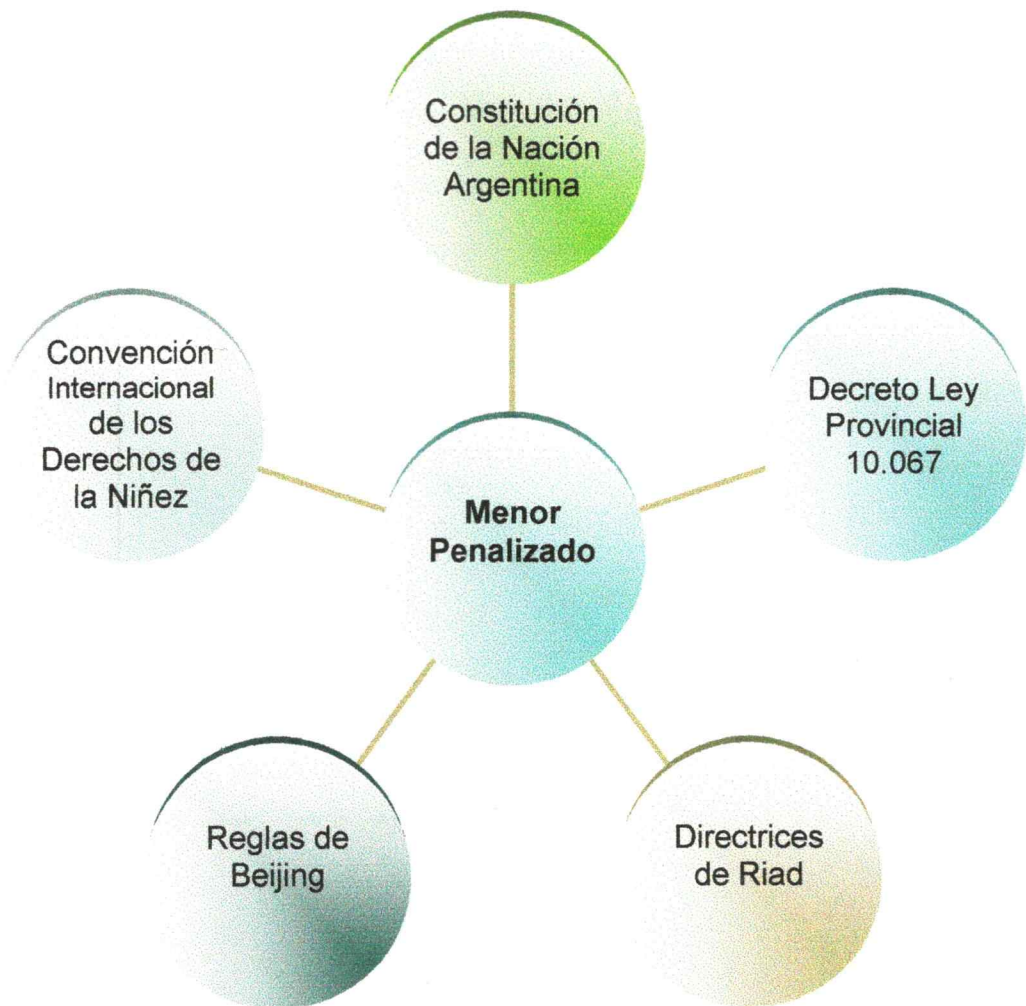 Constitución
de la Nación
Argentina
Convención
Internacional
de los
Derechos de
la Niñez
Decreto Ley
Provincial
10.067
Menor
Penalizado
Reglas de
Beijing
Directrices
de Riad